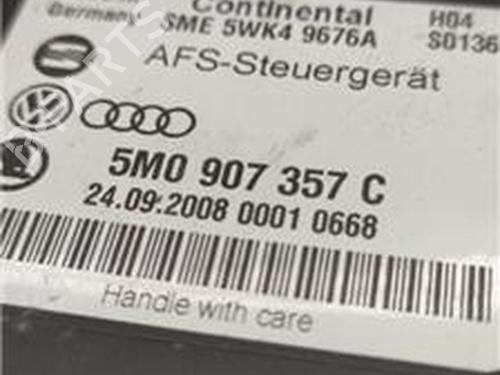 Germany
Continental
H04
SME 5WK4 9676A
S0136
AFS-Steuergerät
5M0 907 357 C
24.09.2008 0001 0668
Handle with care